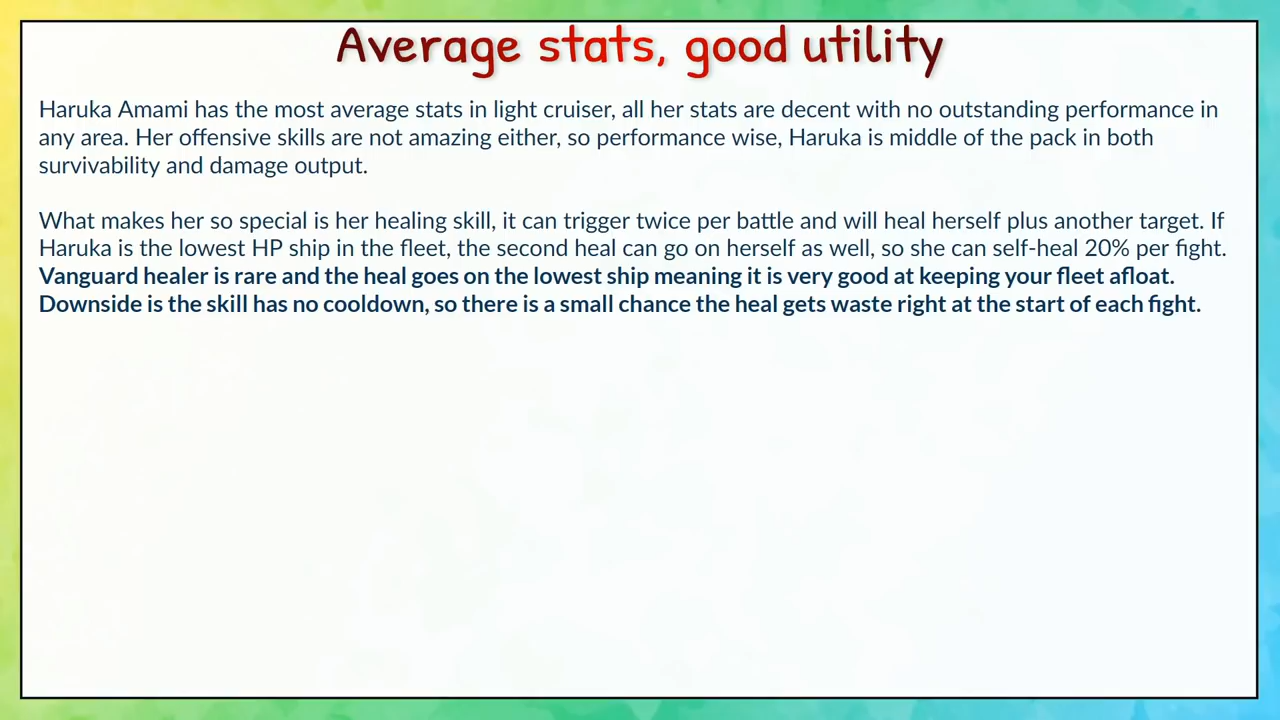 Average stats, good utility
Haruka Amami has the most average stats in light cruiser, all her stats are decent with no outstanding performance in
any area. Her offensive skills are not amazing either, so performance wise, Haruka is middle of the pack in both
survivability and damage output.
What makes her so special is her healing skill, it can trigger twice per battle and will heal herself plus another target. If
Haruka is the lowest HP ship in the fleet, the second heal can go on herself as well, so she can self-heal 20% per fight.
Vanguard healer is rare and the heal goes on the lowest ship meaning it is very good at keeping your fleet afloat.
Downside is the skill has no cooldown, so there is a small chance the heal gets waste right at the start of each fight.